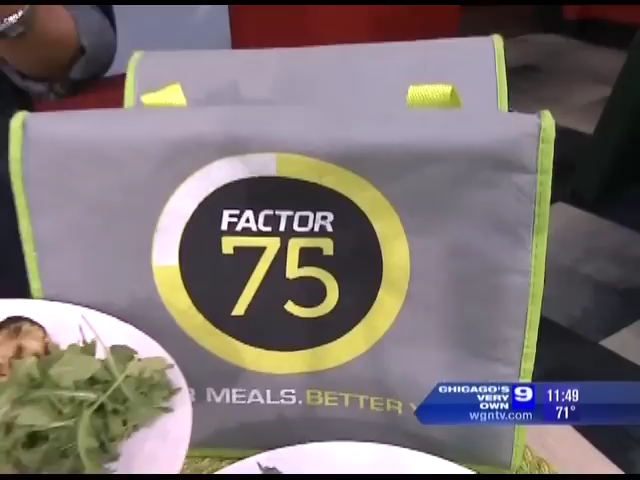 FACTOR
75
MEALS.BETTER
CHICAGO'S
VERY
OWN
9
wgntv.com
11:49
71°